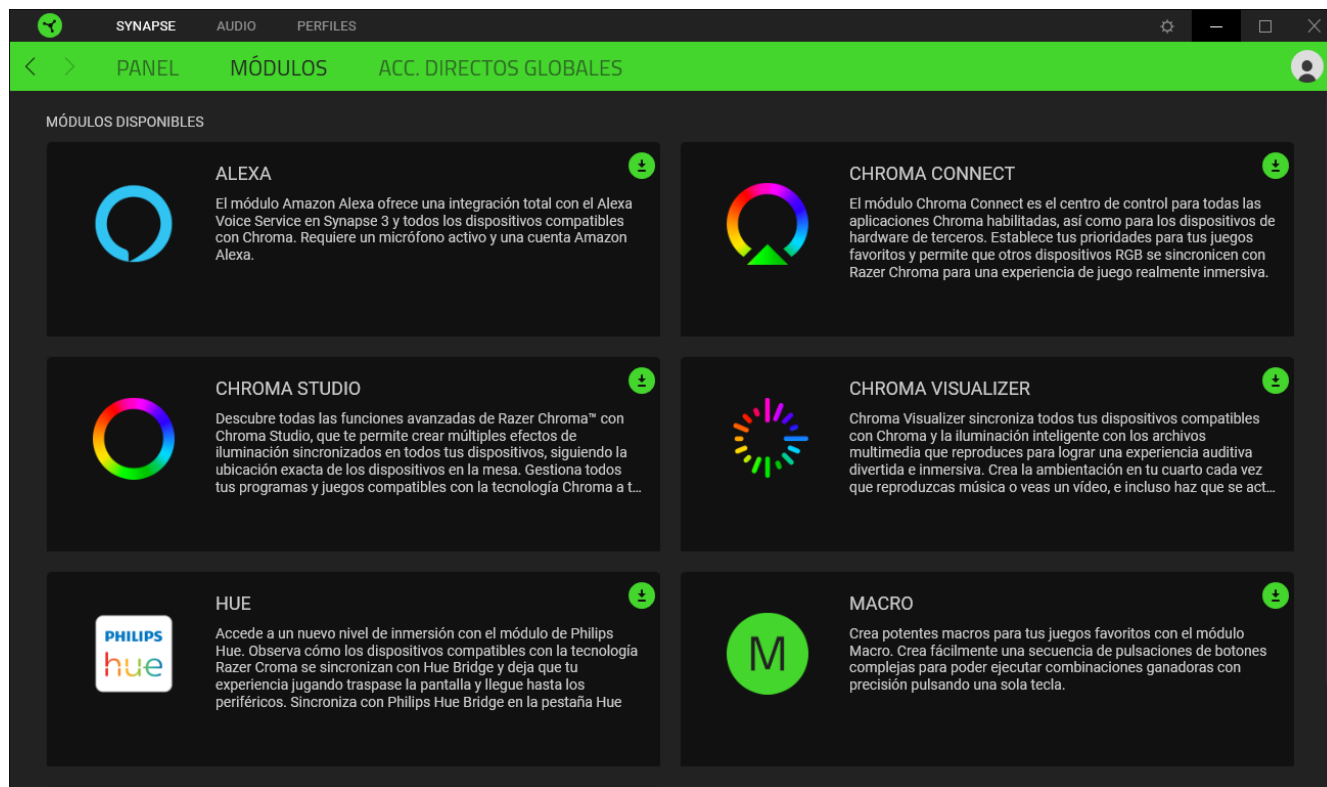 SYNAPSE AUDIO PERFILES
PANEL MÓDULOS ACC. DIRECTOS GLOBALES
MÓDULOS DISPONIBLES
ALEXA
El módulo Amazon Alexa ofrece una integración total con el Alexa
Voice Service en Synapse 3 y todos los dispositivos compatibles
con Chroma. Requiere un micrófono activo y una cuenta Amazon
Alexa.
CHROMA CONNECT
El módulo Chroma Connect es el centro de control para todas las
aplicaciones Chroma habilitadas, así como para los dispositivos de
hardware de terceros. Establece tus prioridades para tus juegos
favoritos y permite que otros dispositivos RGB se sincronicen con
Razer Chroma para una experiencia de juego realmente inmersiva.
CHROMA STUDIO
Descubre todas las funciones avanzadas de Razer Chroma™ con
Chroma Studio, que te permite crear múltiples efectos de
iluminación sincronizados en todos tus dispositivos, siguiendo la
ubicación exacta de los dispositivos en la mesa. Gestiona todos
tus programas y juegos compatibles con la tecnología Chroma a t...
CHROMA VISUALIZER
Chroma Visualizer sincroniza todos tus dispositivos compatibles
con Chroma y la iluminación inteligente con los archivos
multimedia que reproduces para lograr una experiencia auditiva
divertida e inmersiva. Crea la ambientación en tu cuarto cada vez
que reproduzcas música o veas un vídeo, e incluso haz que se act...
PHILIPS
hue
HUE
Accede a un nuevo nivel de inmersión con el módulo de Philips
Hue. Observa cómo los dispositivos compatibles con la tecnología
Razer Croma se sincronizan con Hue Bridge y deja que tu
experiencia jugando traspase la pantalla y llegue hasta los
periféricos. Sincroniza con Philips Hue Bridge en la pestaña Hue
M
MACRO
Crea potentes macros para tus juegos favoritos con el módulo
Macro. Crea fácilmente una secuencia de pulsaciones de botones
complejas para poder ejecutar combinaciones ganadoras con
precisión pulsando una sola tecla.